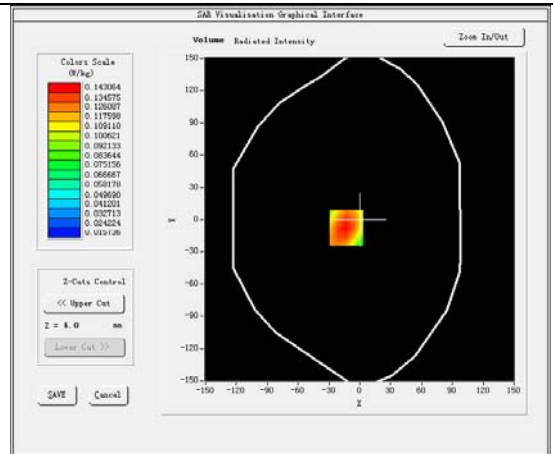 SAR Visualisation Graphical Interface
Volume Radiated Intensity
Zoom In/Out
Colors Scale
(W/kg)
0.143064
0.134575
0.126087
0.117598
0.109110
0.100621
0.092133
0.083644
0.075156
0.066667
0.058178
0.049690
0.041201
0.032713
0.024224
0.015736
150
120
90
60
30
0
-30
-60
-90
-120
-150
Y
-150 -120 -90 -60 -30 0 30 60 90 120 150
X
Z-Cuts Control
<< Upper Cut
Z = 4.0 mm
Lower Cut >>
SAVE
Cancel